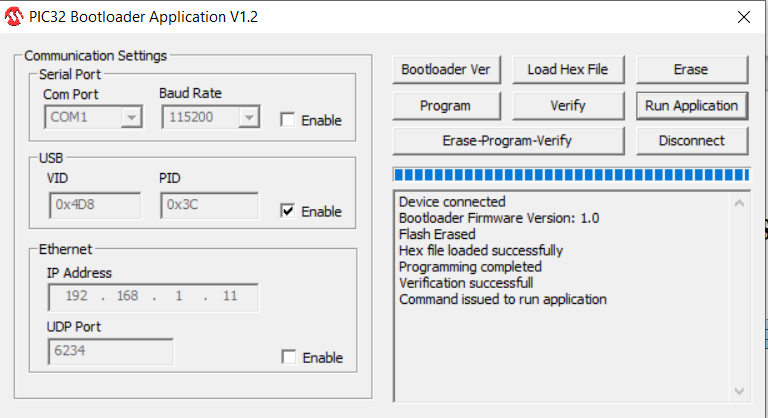 PIC32 Bootloader Application V1.2
Communication Settings
Serial Port
Com Port Baud Rate
COM1 115200 Enable
USB
VID PID
0x4D8 0x3C Enable
Ethernet
IP Address
192 . 168 . 1 . 11
UDP Port
6234 Enable
Bootloader Ver Load Hex File Erase
Program Verify Run Application
Erase-Program-Verify Disconnect
Device connected
Bootloader Firmware Version: 1.0
Flash Erased
Hex file loaded successfully
Programming completed
Verification successfull
Command issued to run application